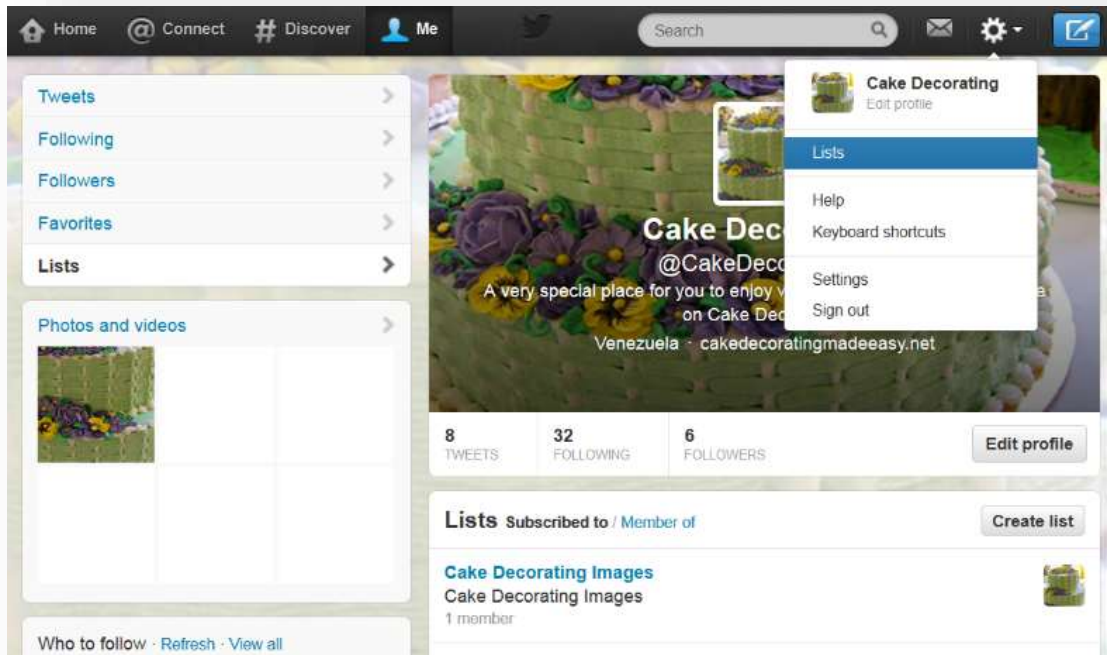 Home @ Connect # Discover Me Search
Tweets
Following
Followers
Favorites
Lists
Photos and videos
Who to follow · Refresh · View all
Cake Decorating
Edit profile
Lists
Help
Keyboard shortcuts
Settings
Sign out
Cake Dec
@CakeDeco
A very special place for you to enjoy v a
on Cake Dec
Venezuela · cakedecoratingmadeeasy.net
8 TWEETS
32 FOLLOWING
6 FOLLOWERS
Edit profile
Lists Subscribed to / Member of
Create list
Cake Decorating Images
Cake Decorating Images
1 member